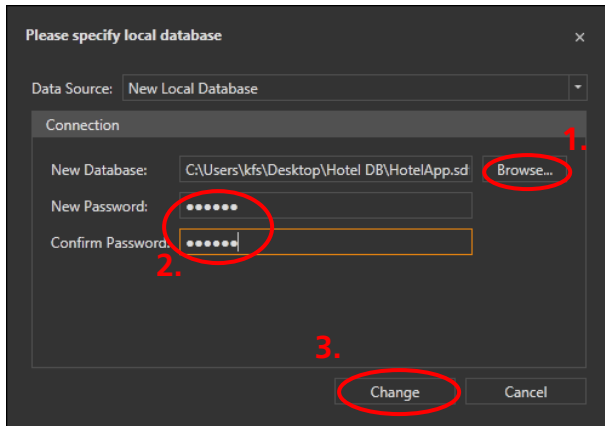 Please specify local database ×
Data Source: New Local Database
Connection
1.
New Database: C:\Users\kfs\Desktop\Hotel DB\HotelApp.sd Browse...
New Password: ●●●●●●
Confirm Password: ●●●●●●
2.
3.
Change Cancel